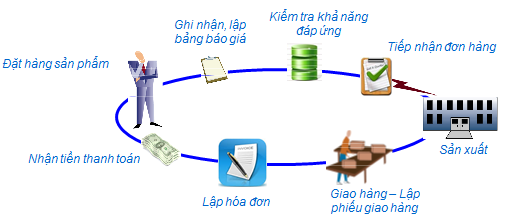 Đặt hàng sản phẩm
Ghi nhận, lập
bảng báo giá
Kiểm tra khả năng
đáp ứng
Tiếp nhận đơn hàng
Sản xuất
Giao hàng – Lập
phiếu giao hàng
Lập hóa đơn
Nhận tiền thanh toán